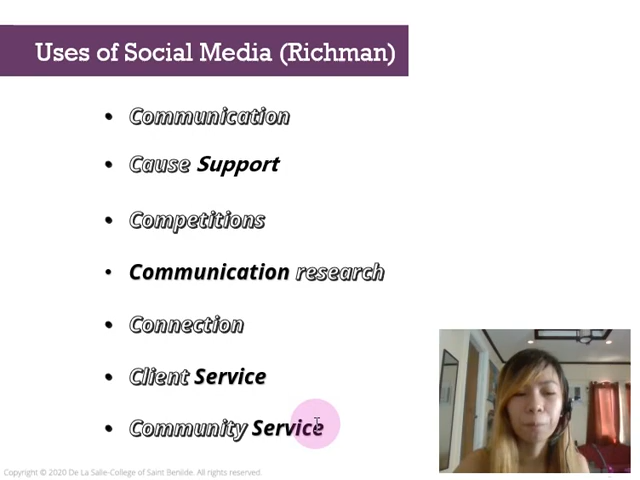 Uses of Social Media (Richman)
• Communication
• Cause Support
• Competitions
• Communication research
• Connection
• Client Service
• Community Service
Copyright © 2020 De La Salle-College of Saint Benilde. All rights reserved.